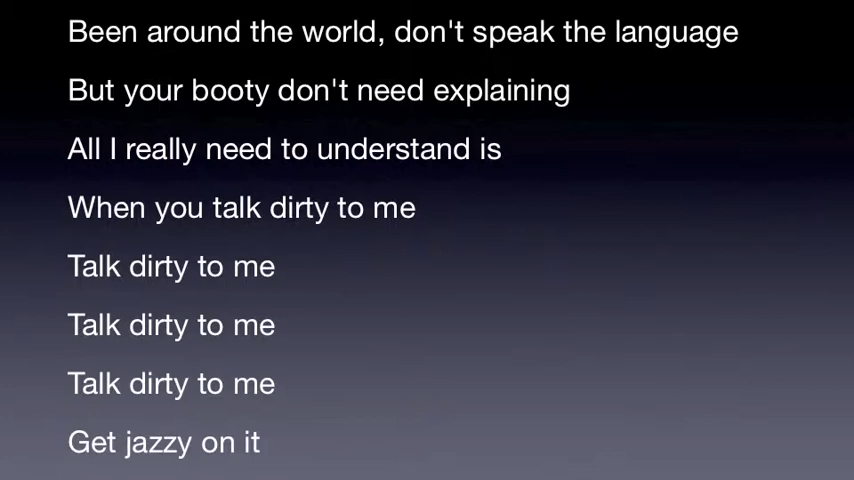 Been around the world, don't speak the language
But your booty don't need explaining
All I really need to understand is
When you talk dirty to me
Talk dirty to me
Talk dirty to me
Talk dirty to me
Get jazzy on it